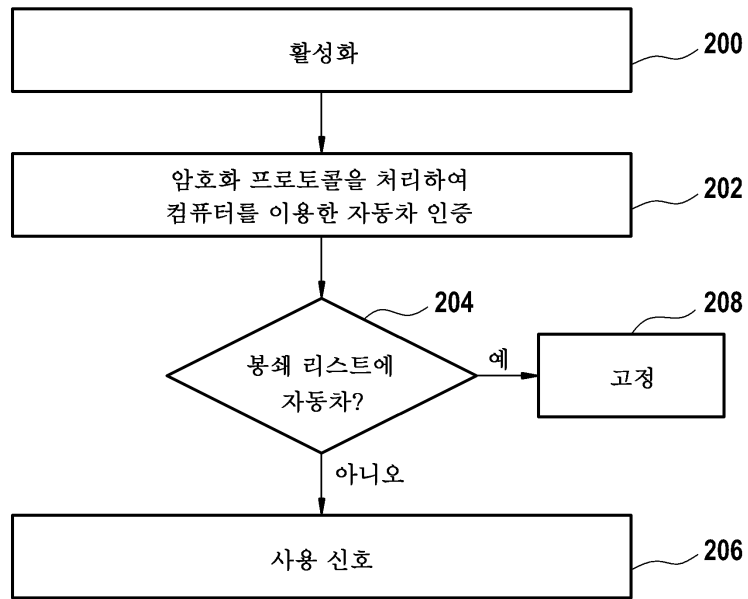 활성화
200
암호화 프로토콜을 처리하여
컴퓨터를 이용한 자동차 인증
202
204
208
봉쇄 리스트에
자동차?
예
고정
아니오
사용 신호
206